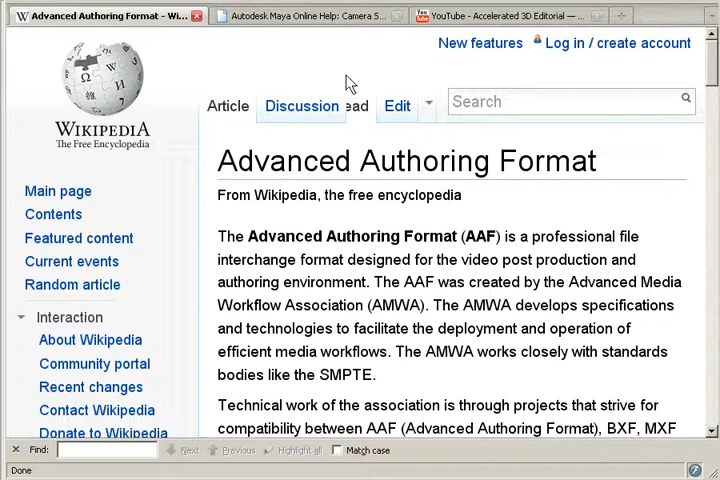 Advanced Authoring Format - Wi...
Autodesk Maya Online Help: Camera S...
YouTube - Accelerated 3D Editorial — ...
New features Log in / create account
Article Discussion ead Edit
Search
WIKIPEDIA
The Free Encyclopedia
Main page
Contents
Featured content
Current events
Random article
Interaction
About Wikipedia
Community portal
Recent changes
Contact Wikipedia
Donate to Wikipedia
Advanced Authoring Format
From Wikipedia, the free encyclopedia
The Advanced Authoring Format (AAF) is a professional file
interchange format designed for the video post production and
authoring environment. The AAF was created by the Advanced Media
Workflow Association (AMWA). The AMWA develops specifications
and technologies to facilitate the deployment and operation of
efficient media workflows. The AMWA works closely with standards
bodies like the SMPTE.
Technical work of the association is through projects that strive for
compatibility between AAF (Advanced Authoring Format), BXF, MXF
Find: Next Previous Highlight all Match case
Done